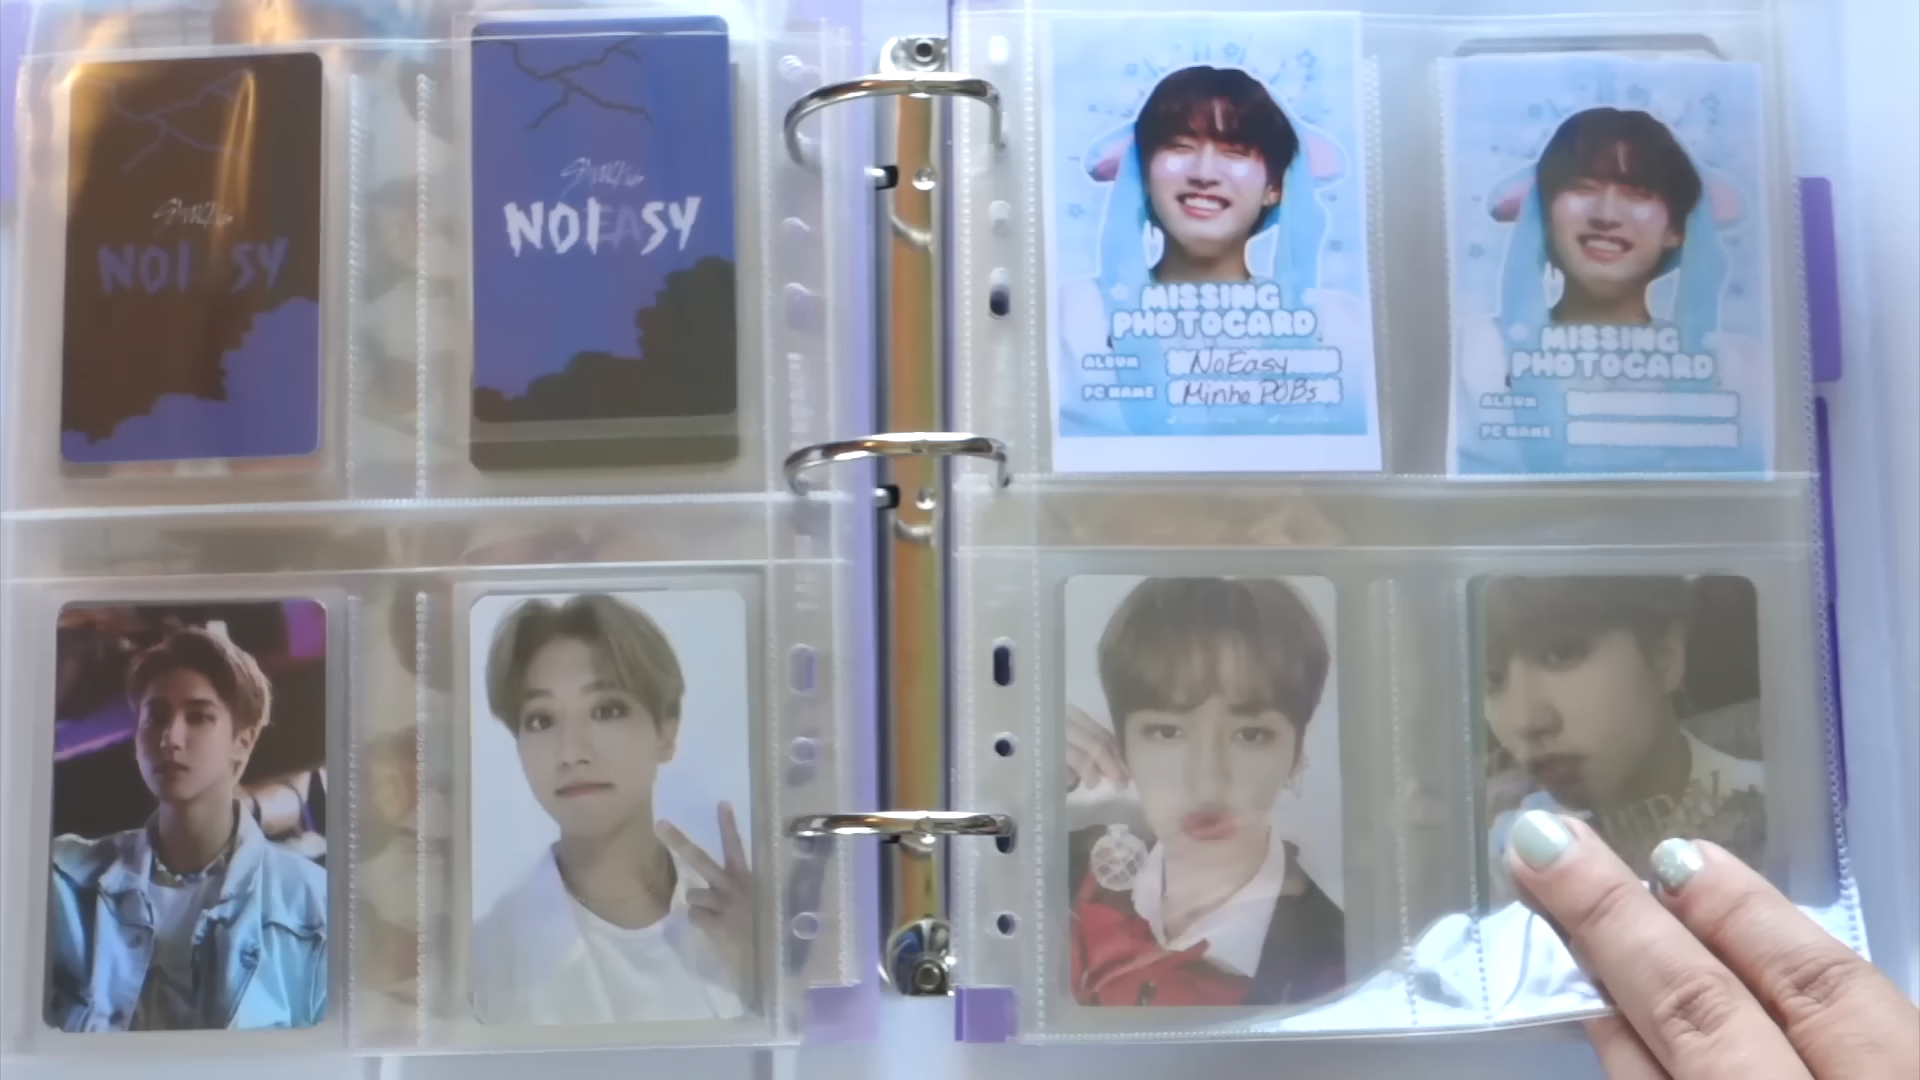 Stray Kids
NOI SY
Stray Kids
NOIEASY
MISSING
PHOTOCARD
ALBUM NoEasy
PC NAME Minho POBs
MISSING
PHOTOCARD
ALBUM
PC NAME